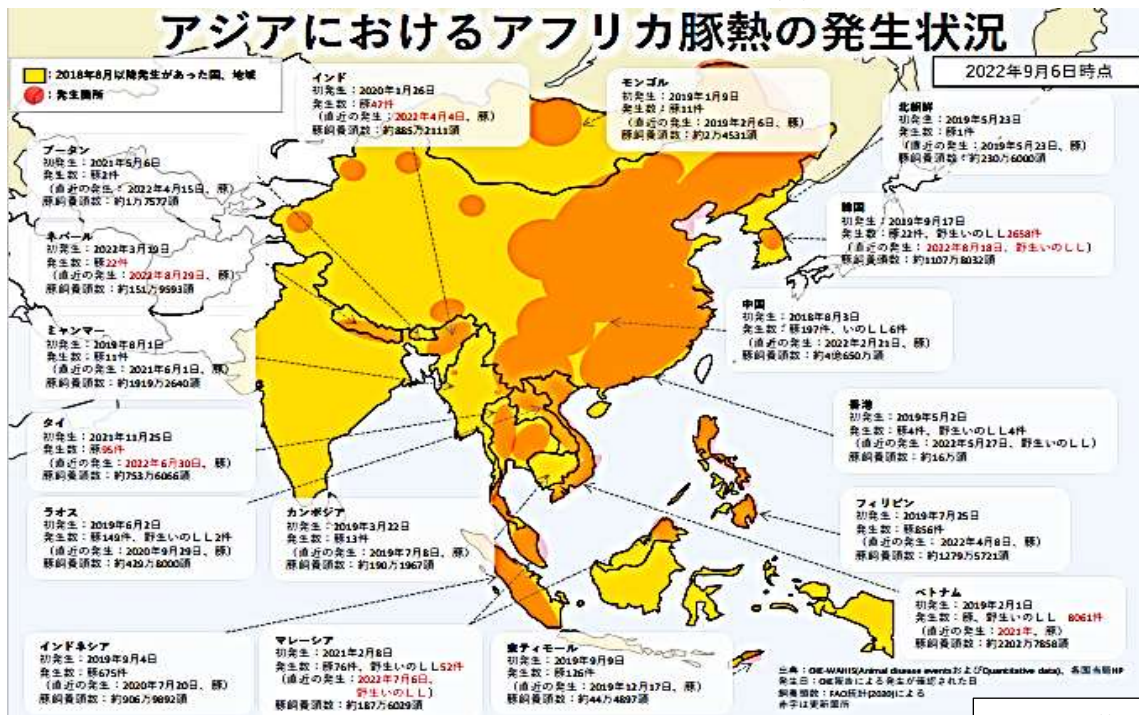 アジアにおけるアフリカ豚熱の発生状況
2022年9月6日時点
：2018年8月以降発生があった国、地域
：発生箇所
インド
初発生：2020年1月26日
発生数：豚42件
（直近の発生：2022年4月4日、豚）
豚飼養頭数：約885万2111頭
モンゴル
初発生：2019年1月9日
発生数：豚11件
（直近の発生：2019年2月6日、豚）
豚飼養頭数：約2万4531頭
北朝鮮
初発生：2019年5月23日
発生数：豚1件
（直近の発生：2019年5月23日、豚）
豚飼養頭数：約230万6000頭
ブータン
初発生：2021年5月6日
発生数：豚2件
（直近の発生：2022年4月15日、豚）
豚飼養頭数：約1万7577頭
韓国
初発生：2019年9月17日
発生数：豚22件、野生いのしし2658件
（直近の発生：2022年8月18日、野生いのしし）
豚飼養頭数：約1107万8032頭
ネパール
初発生：2022年3月19日
発生数：豚22件
（直近の発生：2022年8月29日、豚）
豚飼養頭数：約151万9593頭
中国
初発生：2018年8月3日
発生数：豚197件、いのしし6件
（直近の発生：2022年2月21日、豚）
豚飼養頭数：約4億650万頭
ミャンマー
初発生：2019年8月1日
発生数：豚11件
（直近の発生：2021年6月1日、豚）
豚飼養頭数：約1919万2640頭
香港
初発生：2019年5月2日
発生数：豚4件、野生いのしし4件
（直近の発生：2022年5月27日、野生いのしし）
豚飼養頭数：約16万頭
タイ
初発生：2021年11月25日
発生数：豚95件
（直近の発生：2022年6月30日、豚）
豚飼養頭数：約753万6066頭
ラオス
初発生：2019年6月2日
発生数：豚149件、野生いのしし2件
（直近の発生：2020年9月29日、豚）
豚飼養頭数：約429万8000頭
カンボジア
初発生：2019年3月22日
発生数：豚13件
（直近の発生：2019年7月8日、豚）
豚飼養頭数：約190万1967頭
フィリピン
初発生：2019年7月25日
発生数：豚856件
（直近の発生：2022年4月8日、豚）
豚飼養頭数：約1279万5721頭
ベトナム
初発生：2019年2月1日
発生数：豚、野生いのしし 8061件
（直近の発生：2021年、豚）
豚飼養頭数：約2202万7858頭
インドネシア
初発生：2019年9月4日
発生数：豚675件
（直近の発生：2020年7月20日、豚）
豚飼養頭数：約906万9892頭
マレーシア
初発生：2021年2月8日
発生数：豚76件、野生いのしし52件
（直近の発生：2022年7月6日、
野生いのしし）
豚飼養頭数：約187万6029頭
東ティモール
初発生：2019年9月9日
発生数：豚126件
（直近の発生：2019年12月17日、豚）
豚飼養頭数：約44万4897頭
出典：OIE-WAHIS(Animal disease eventsおよびQuantitative data)、各国当局HP
発生日：OIE報告による発生が確認された日
飼養頭数：FAO統計(2020)による
赤字は更新箇所